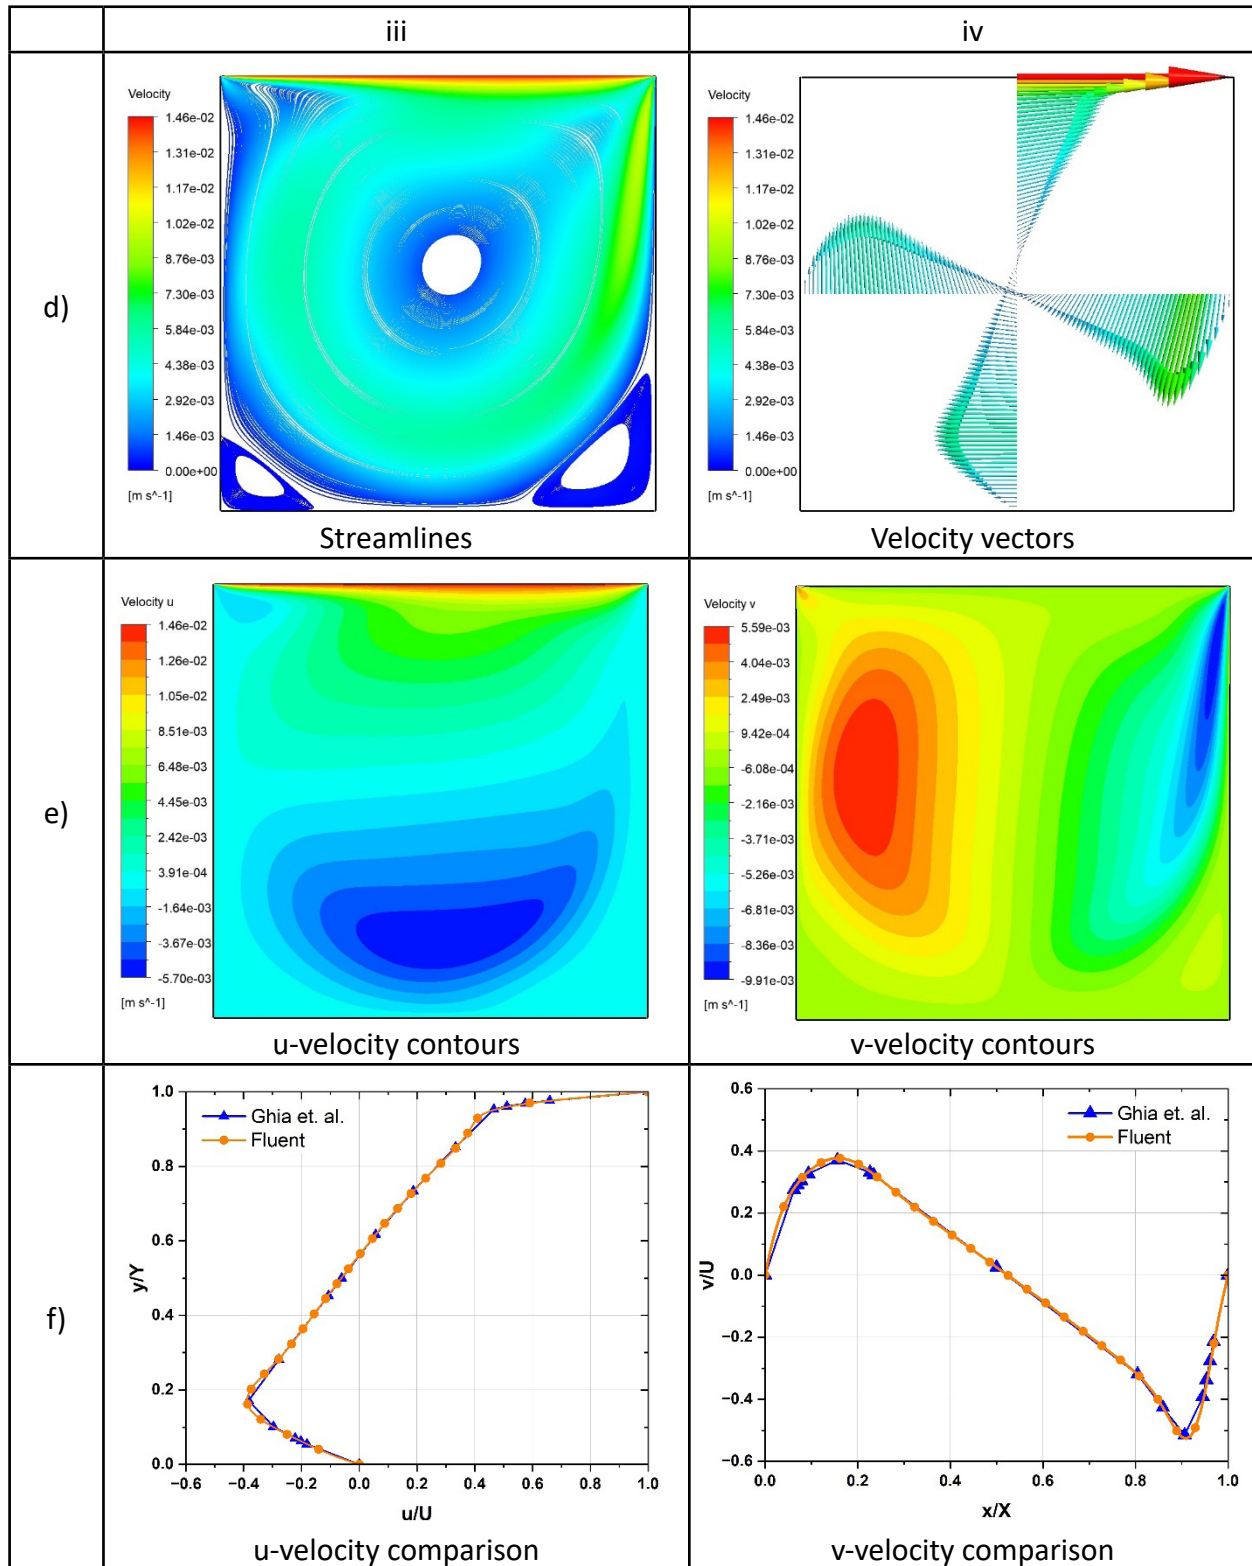 iii
iv
d)
Velocity
1.46e-02
1.31e-02
1.17e-02
1.02e-02
8.76e-03
7.30e-03
5.84e-03
4.38e-03
2.92e-03
1.46e-03
0.00e+00
[m s^-1]
Streamlines
Velocity
1.46e-02
1.31e-02
1.17e-02
1.02e-02
8.76e-03
7.30e-03
5.84e-03
4.38e-03
2.92e-03
1.46e-03
0.00e+00
[m s^-1]
Velocity vectors
e)
Velocity u
1.46e-02
1.26e-02
1.05e-02
8.51e-03
6.48e-03
4.45e-03
2.42e-03
3.91e-04
-1.64e-03
-3.67e-03
-5.70e-03
[m s^-1]
u-velocity contours
Velocity v
5.59e-03
4.04e-03
2.49e-03
9.42e-04
-6.08e-04
-2.16e-03
-3.71e-03
-5.26e-03
-6.81e-03
-8.36e-03
-9.91e-03
[m s^-1]
v-velocity contours
f)
Ghia et. al.
Fluent
1.0
0.8
0.6
0.4
0.2
0.0
y/Y
−0.6 −0.4 −0.2 0.0 0.2 0.4 0.6 0.8 1.0
u/U
u-velocity comparison
Ghia et. al.
Fluent
0.6
0.4
0.2
0.0
−0.2
−0.4
−0.6
v/U
0.0 0.2 0.4 0.6 0.8 1.0
x/X
v-velocity comparison